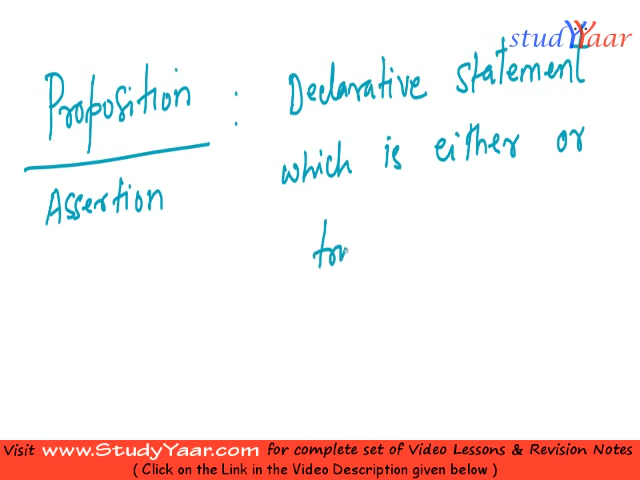 studYYaar
Proposition : Declarative statement
which is either or
Assertion
Visit www.StudyYaar.com for complete set of Video Lessons & Revision Notes
( Click on the Link in the Video Description given below )